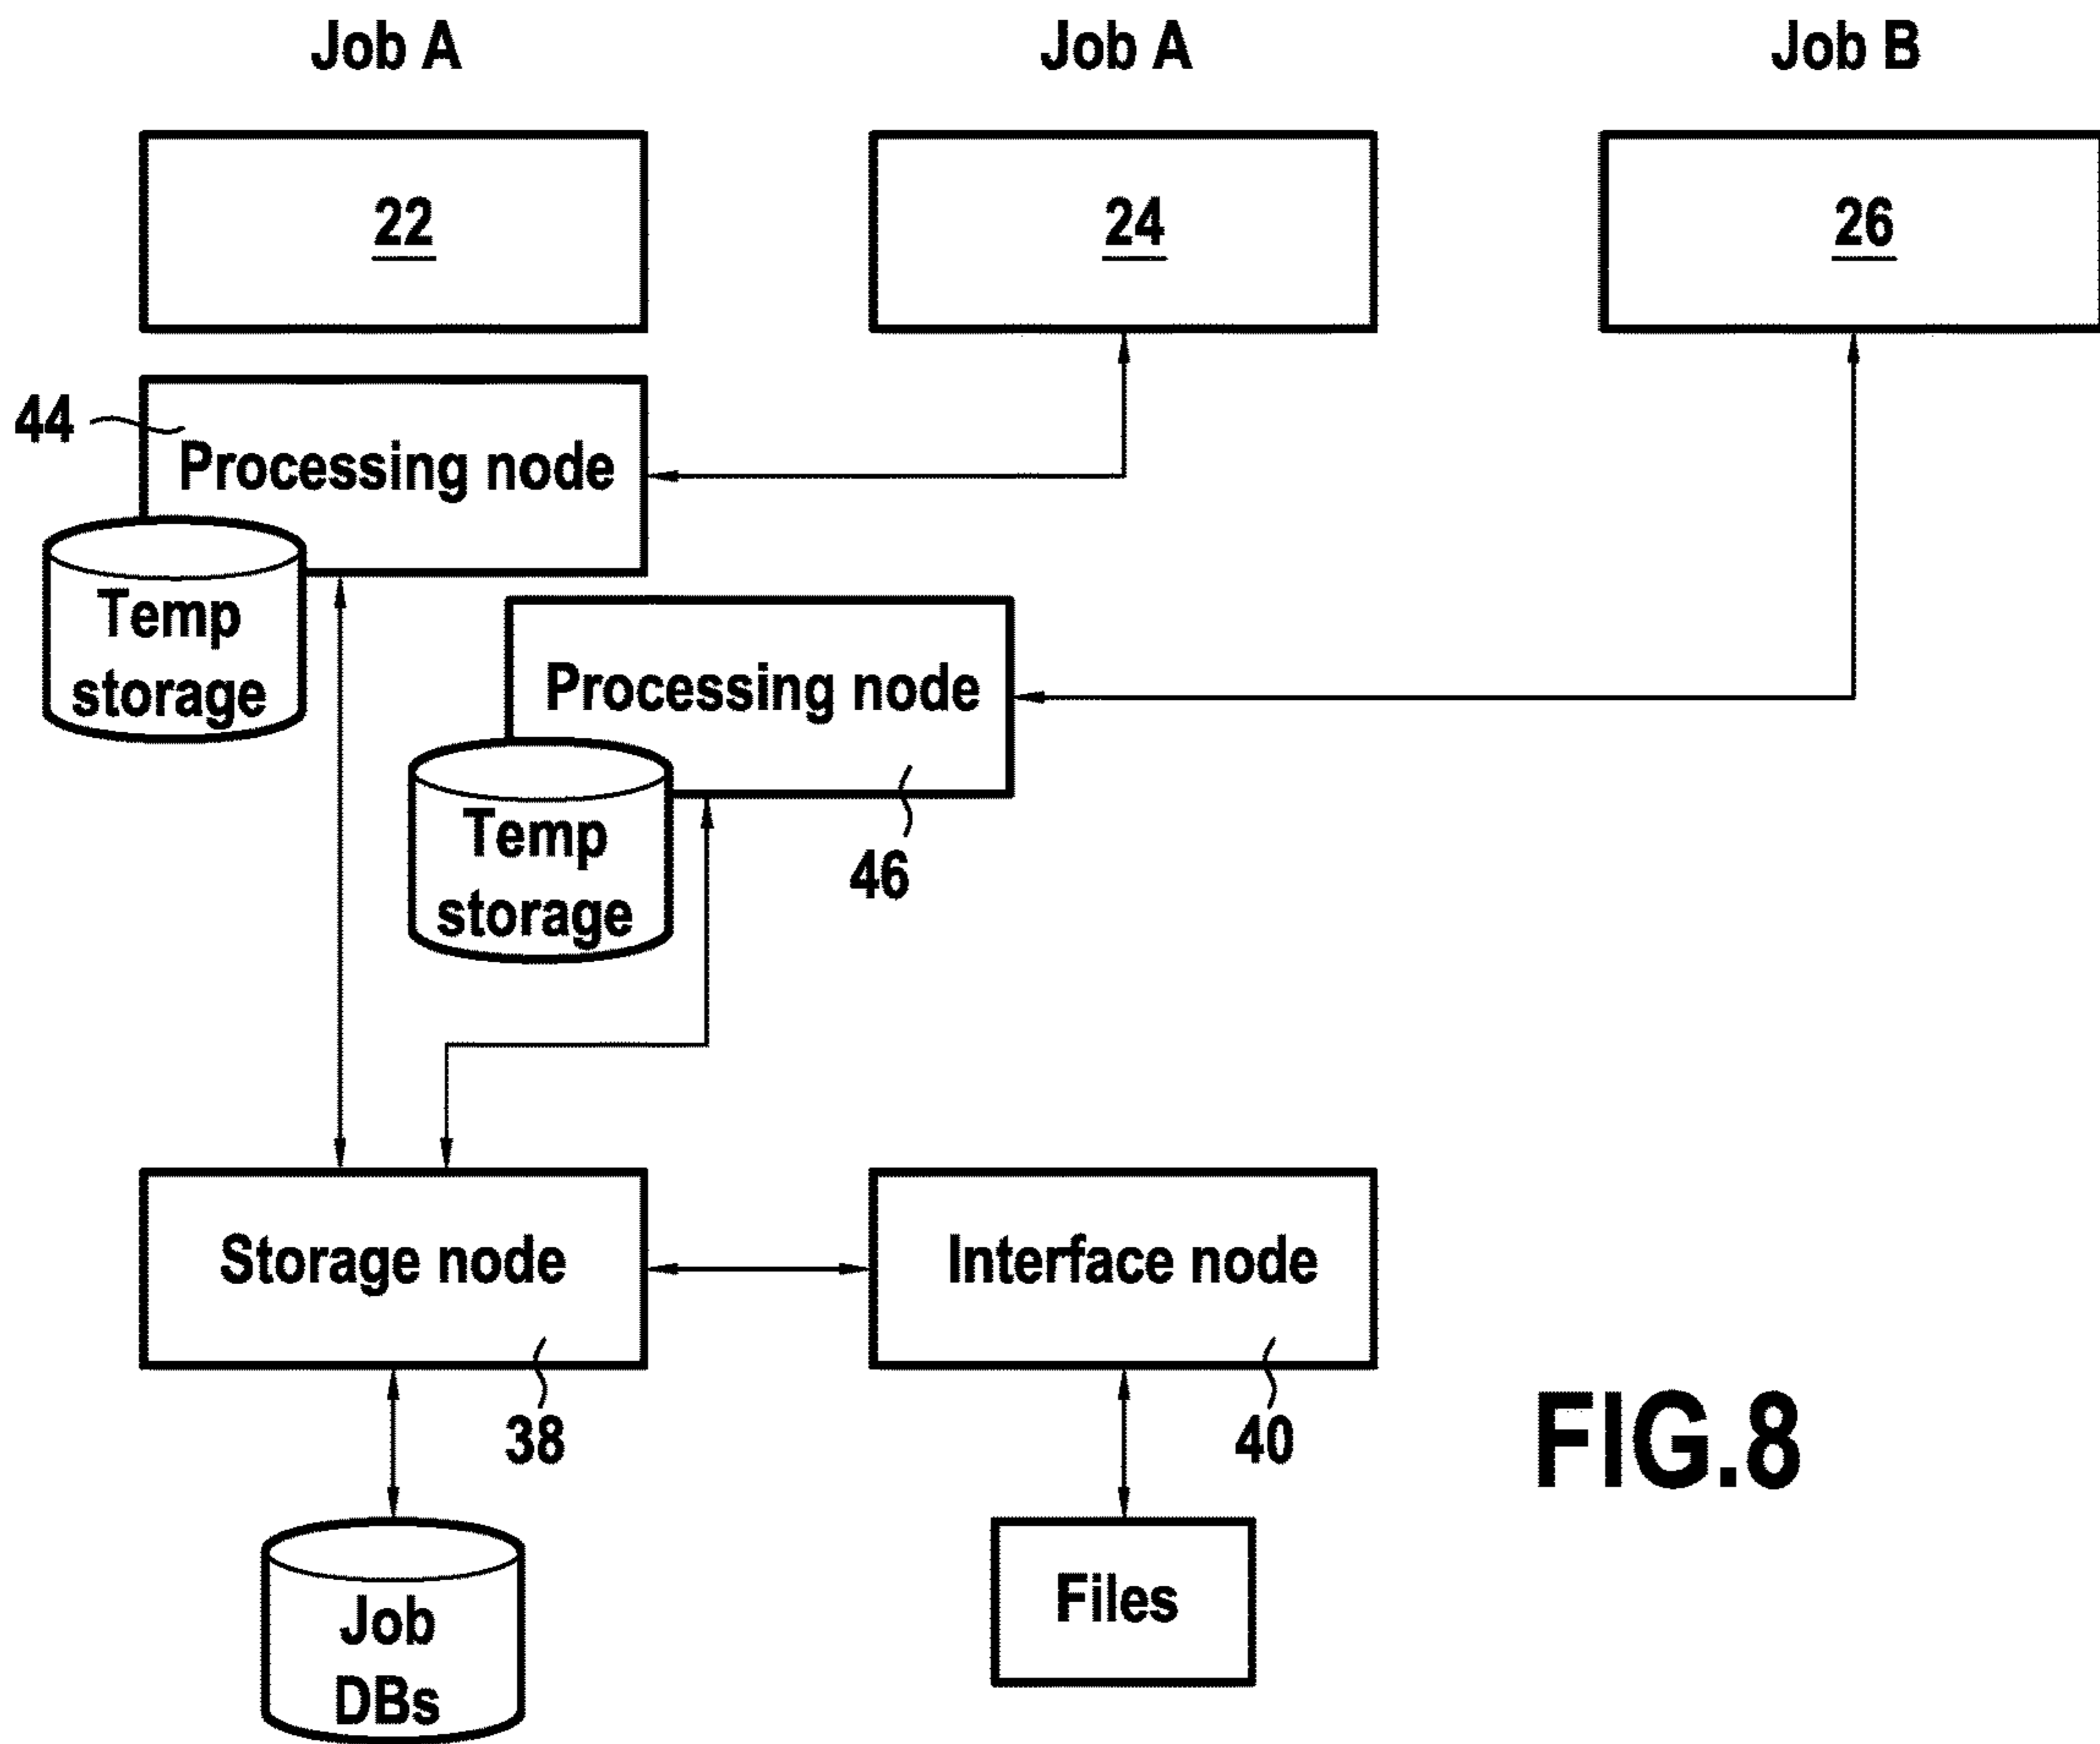 Job A
Job A
Job B
22
24
26
44
Processing node
Temp
storage
Processing node
Temp
storage
46
Storage node
Interface node
38
40
FIG.8
Job
DBs
Files